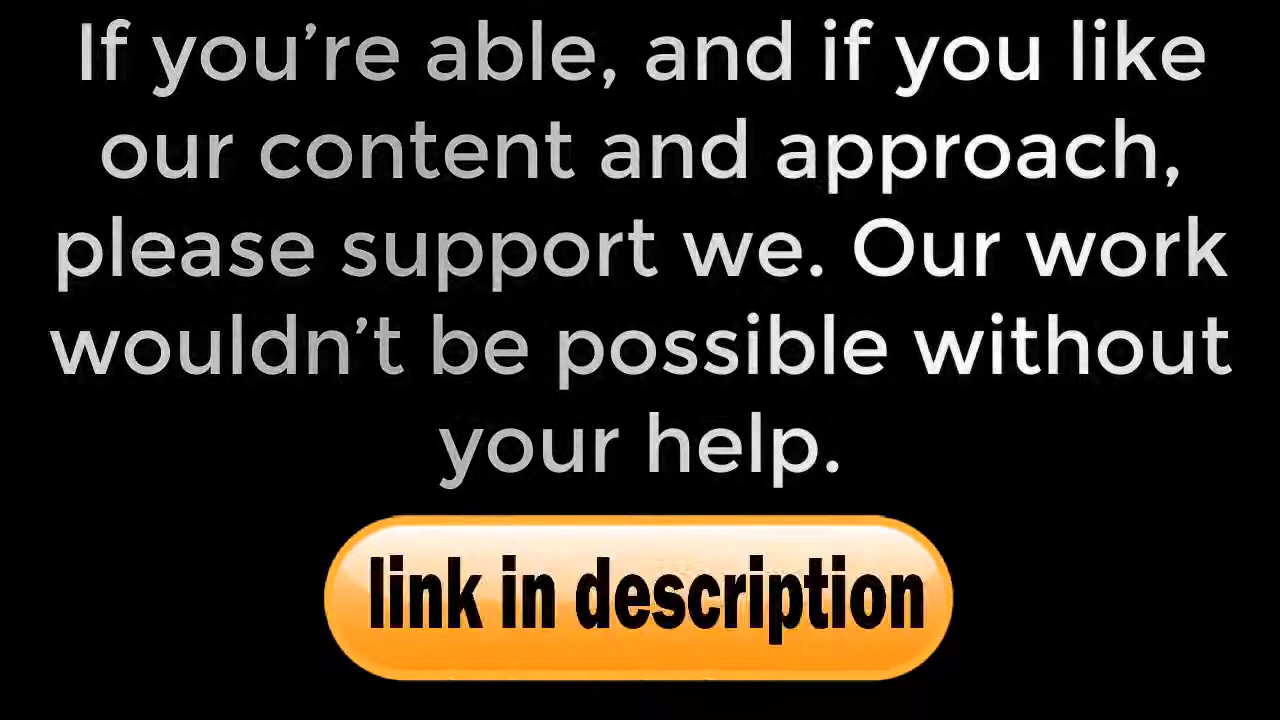 If you’re able, and if you like
our content and approach,
please support we. Our work
wouldn’t be possible without
your help.
link in description